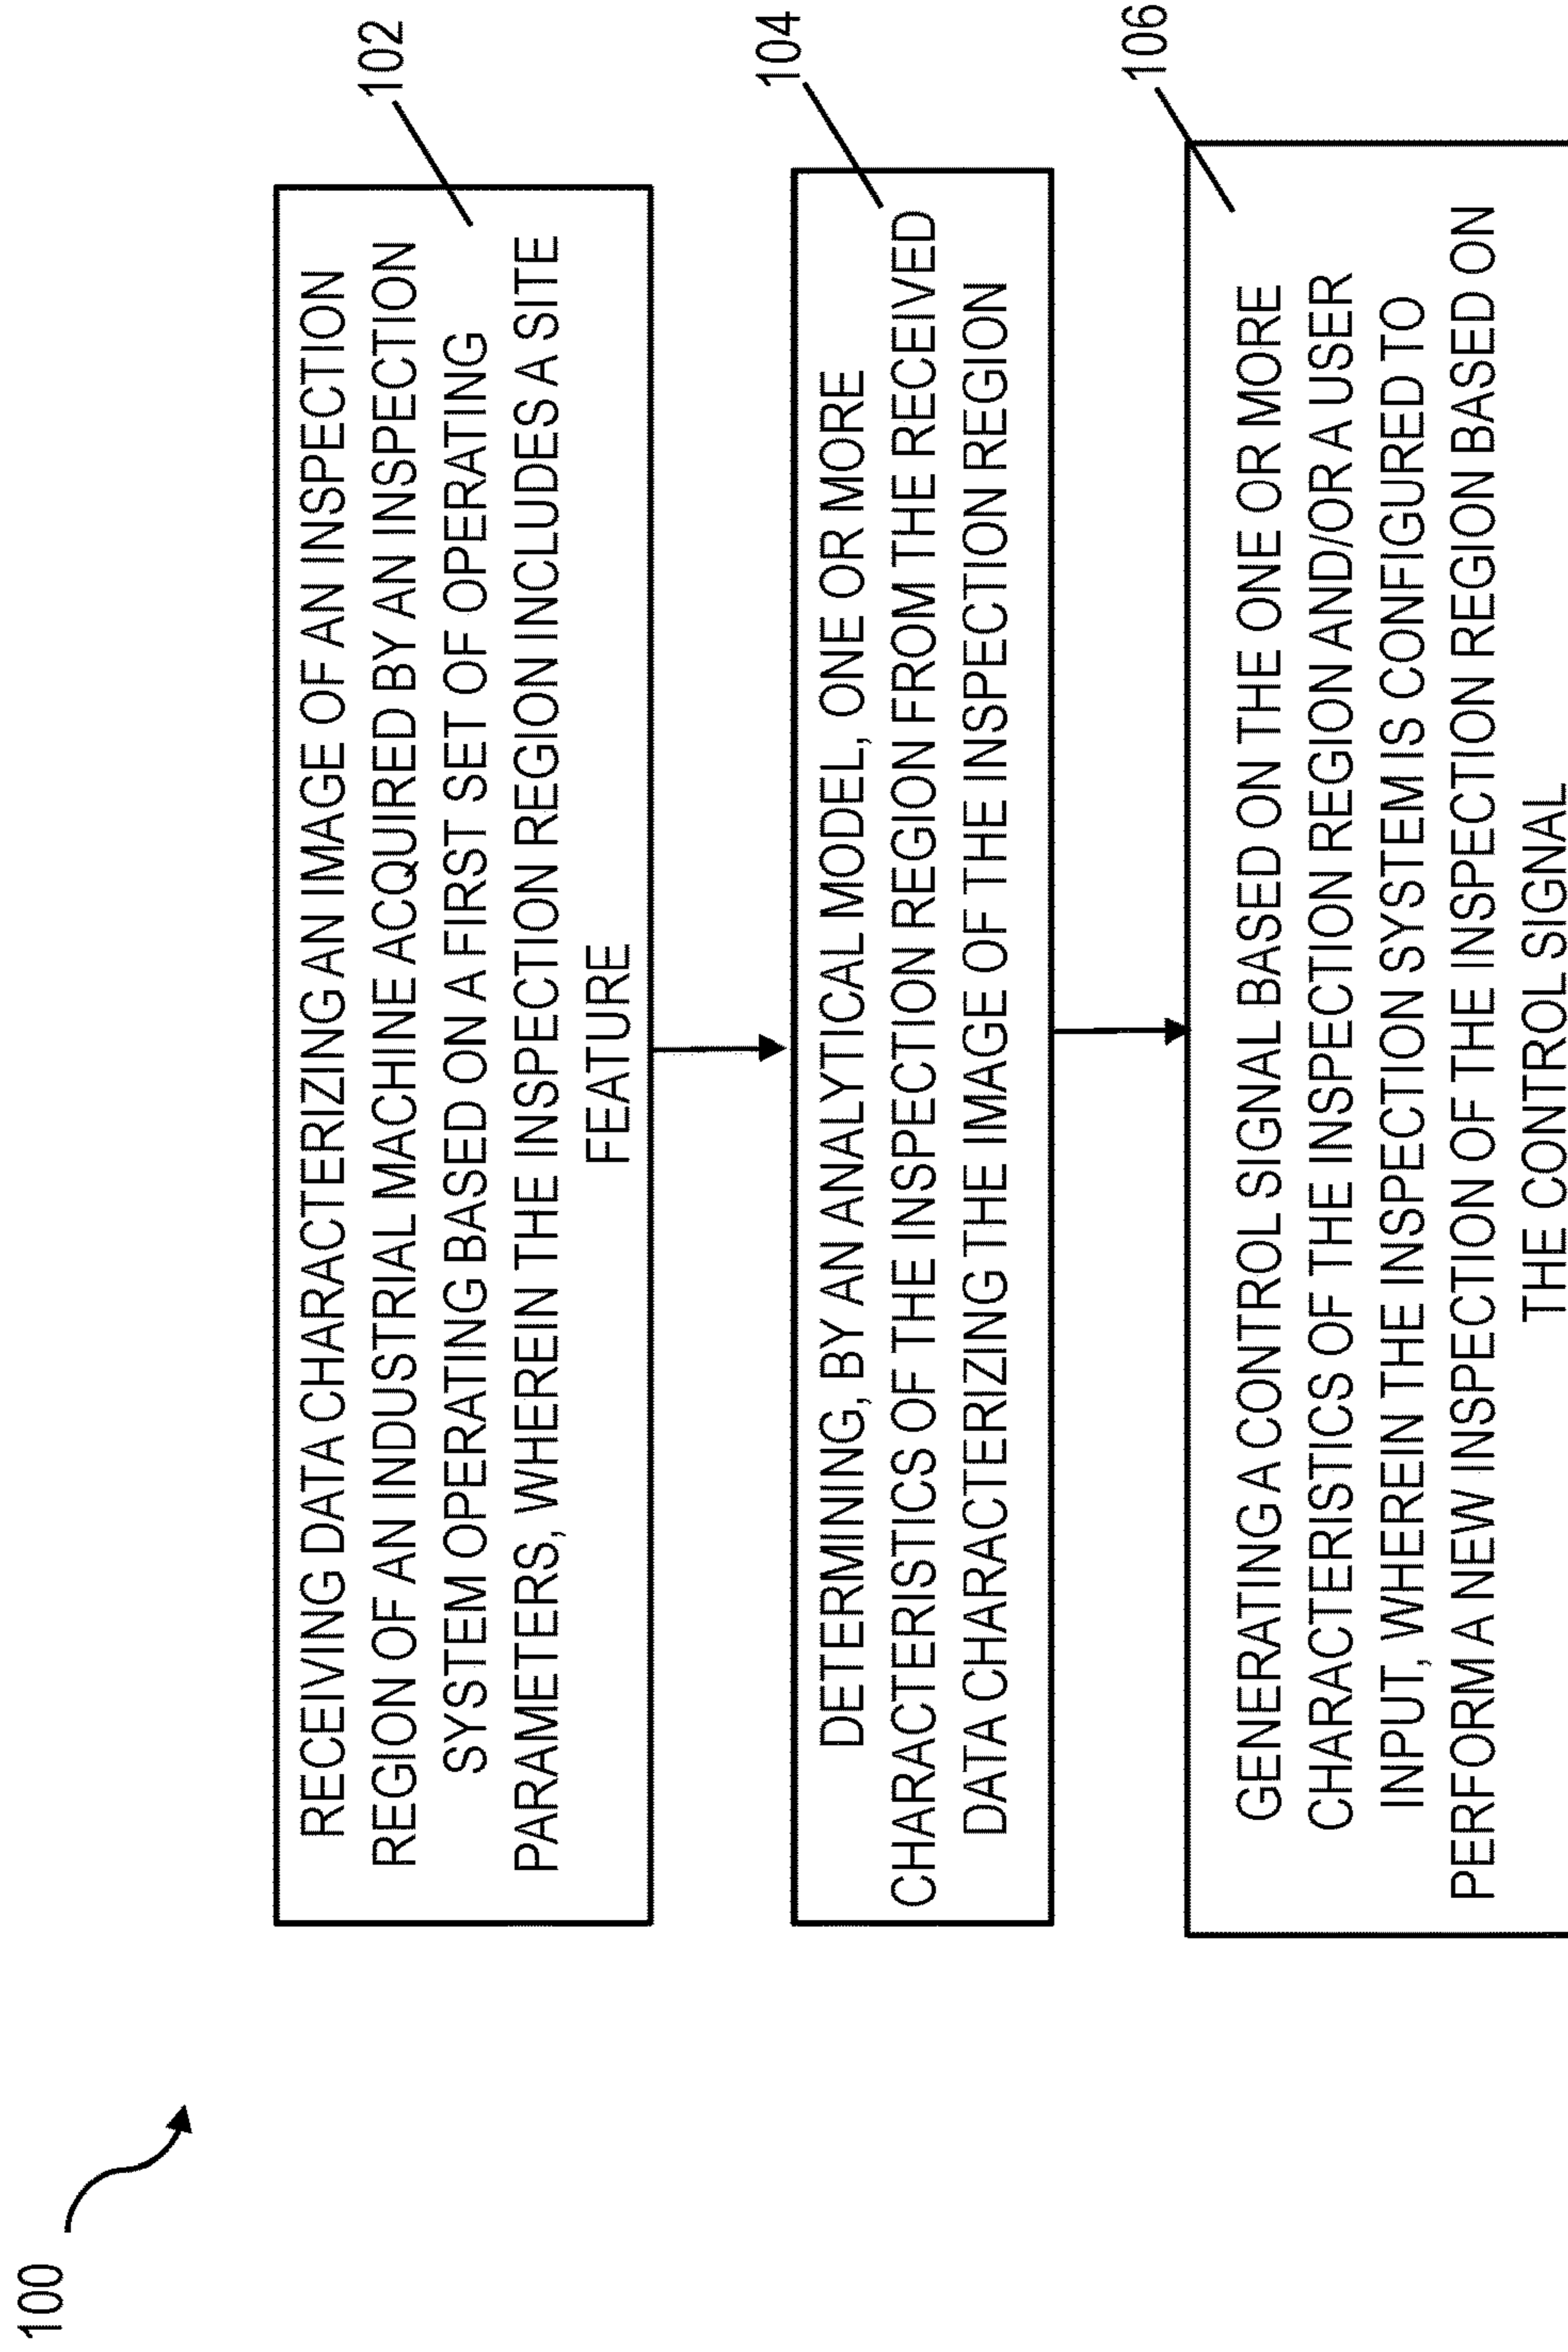 100
102
RECEIVING DATA CHARACTERIZING AN IMAGE OF AN INSPECTION
REGION OF AN INDUSTRIAL MACHINE ACQUIRED BY AN INSPECTION
SYSTEM OPERATING BASED ON A FIRST SET OF OPERATING
PARAMETERS, WHEREIN THE INSPECTION REGION INCLUDES A SITE
FEATURE
104
DETERMINING, BY AN ANALYTICAL MODEL, ONE OR MORE
CHARACTERISTICS OF THE INSPECTION REGION FROM THE RECEIVED
DATA CHARACTERIZING THE IMAGE OF THE INSPECTION REGION
106
GENERATING A CONTROL SIGNAL BASED ON THE ONE OR MORE
CHARACTERISTICS OF THE INSPECTION REGION AND/OR A USER
INPUT, WHEREIN THE INSPECTION SYSTEM IS CONFIGURED TO
PERFORM A NEW INSPECTION OF THE INSPECTION REGION BASED ON
THE CONTROL SIGNAL